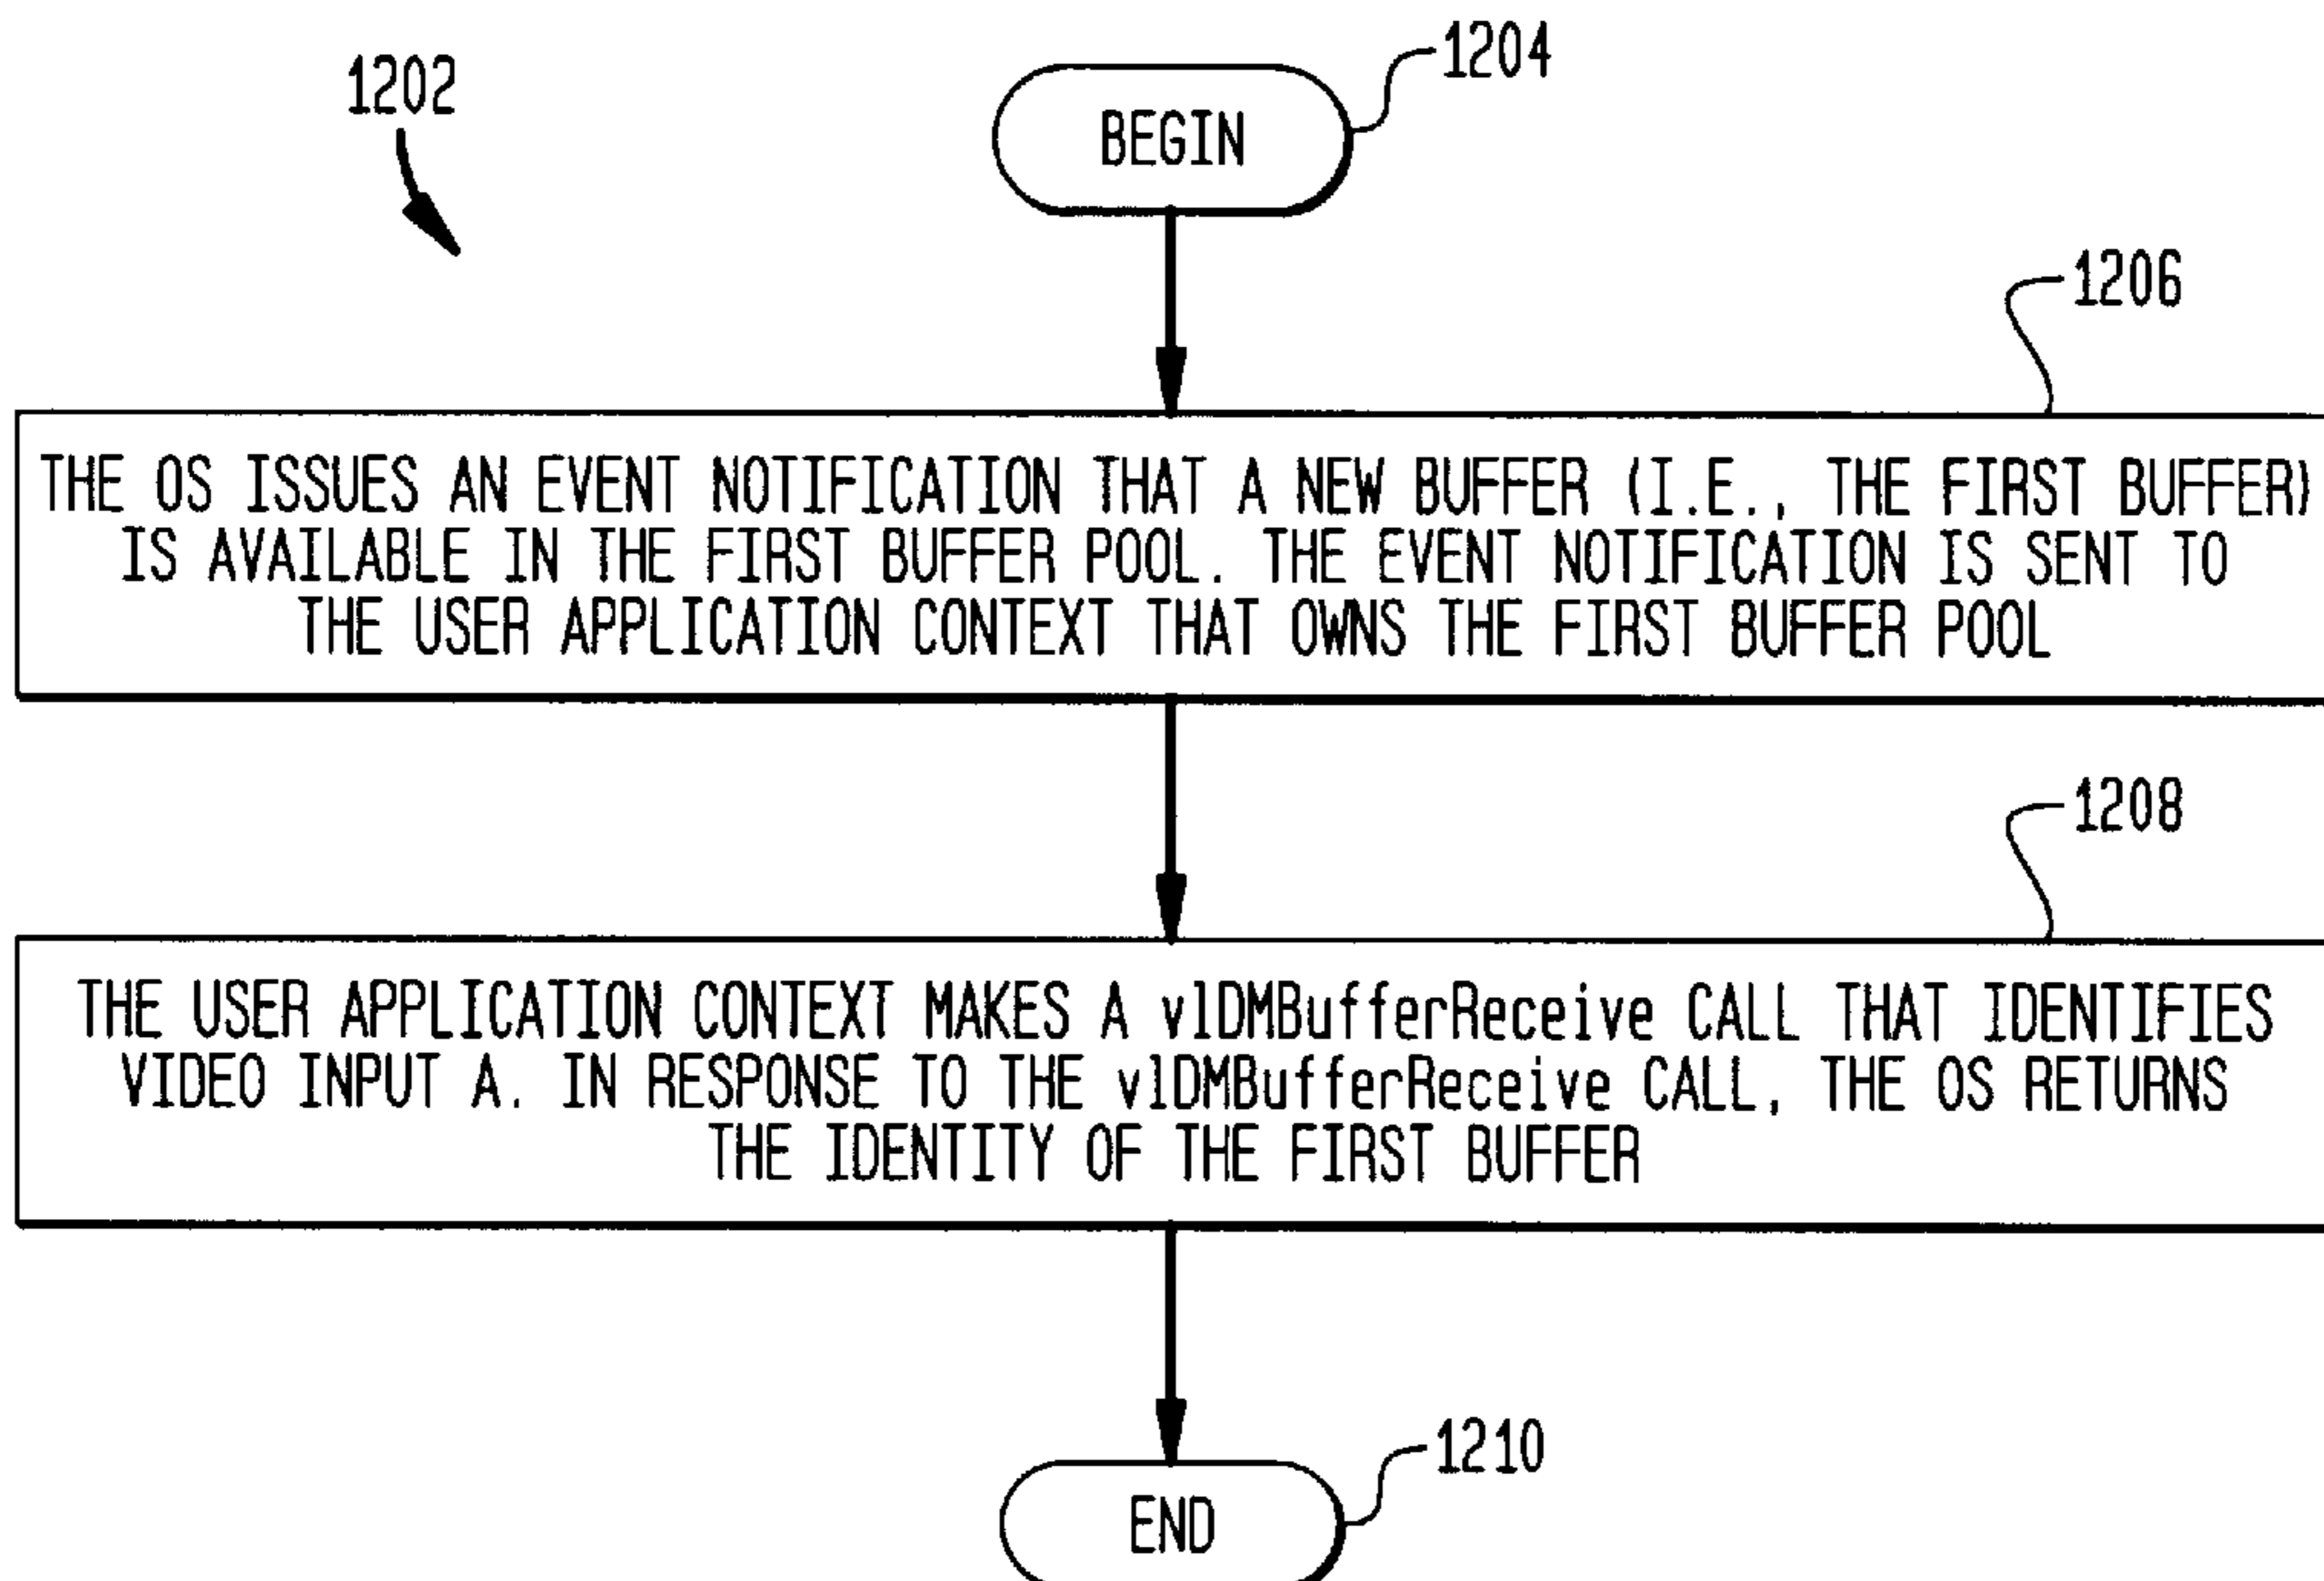 1202
BEGIN
1204
1206
THE OS ISSUES AN EVENT NOTIFICATION THAT A NEW BUFFER (I.E., THE FIRST BUFFER)
IS AVAILABLE IN THE FIRST BUFFER POOL. THE EVENT NOTIFICATION IS SENT TO
THE USER APPLICATION CONTEXT THAT OWNS THE FIRST BUFFER POOL
1208
THE USER APPLICATION CONTEXT MAKES A vlDMBufferReceive CALL THAT IDENTIFIES
VIDEO INPUT A. IN RESPONSE TO THE vlDMBufferReceive CALL, THE OS RETURNS
THE IDENTITY OF THE FIRST BUFFER
1210
END